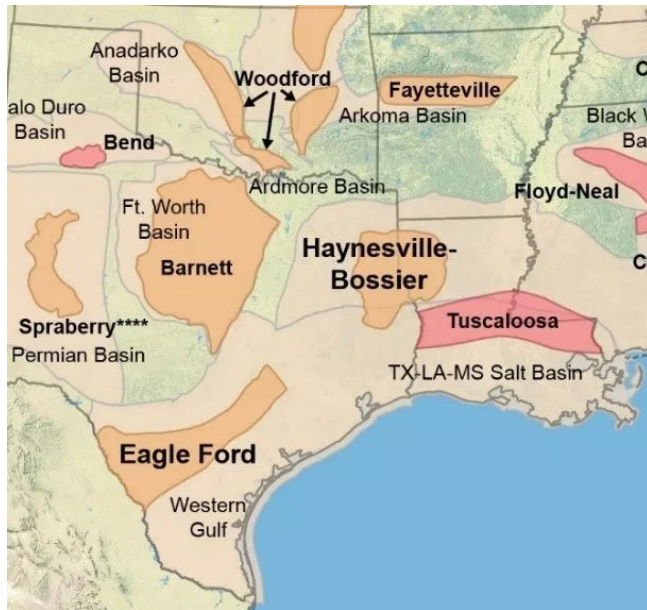 Anadarko
Basin
Woodford
Fayetteville
Arkoma Basin
alo Duro
Basin
Bend
Black W
Ba
Ardmore Basin
Floyd-Neal
Ft. Worth
Basin
Barnett
Haynesville-
Bossier
Spraberry****
Permian Basin
Tuscaloosa
TX-LA-MS Salt Basin
Eagle Ford
Western
Gulf
C
C